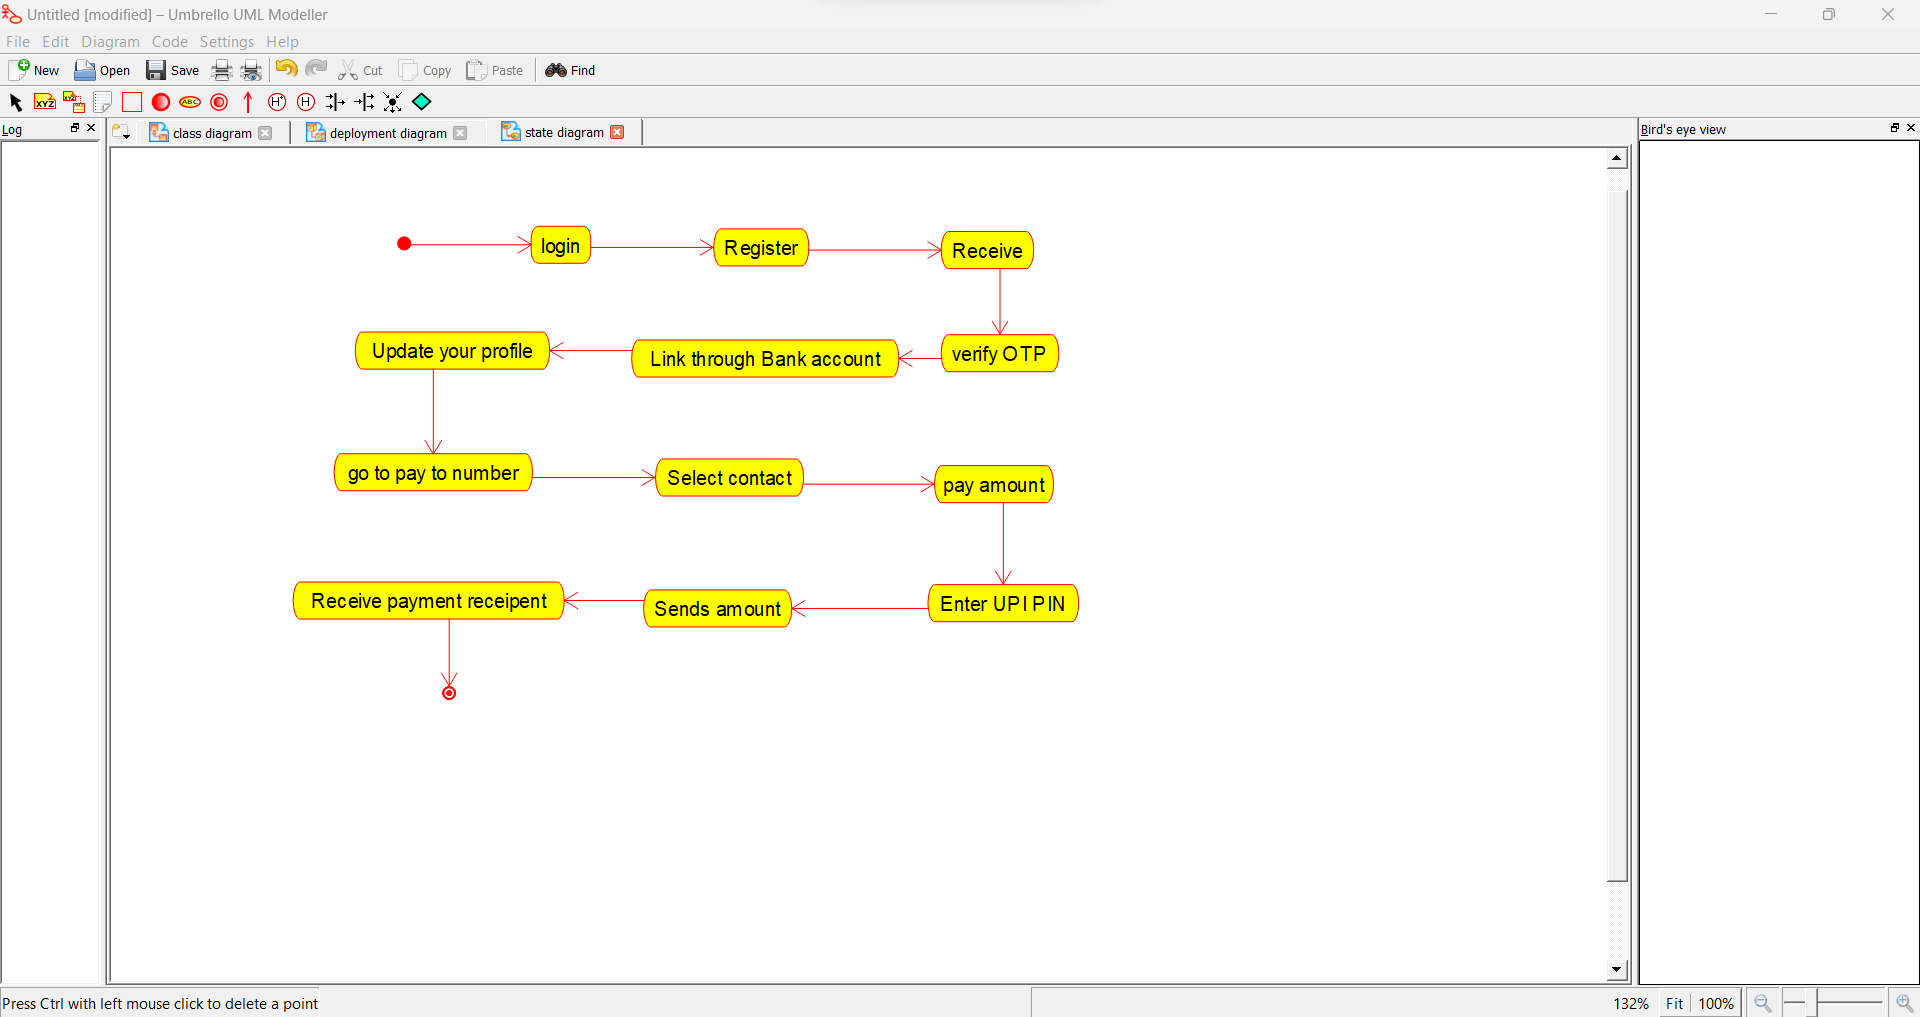 Untitled [modified] – Umbrello UML Modeller
File Edit Diagram Code Settings Help
New Open Save Cut Copy Paste Find
XYZ XYZ ABC H* H
Log
class diagram deployment diagram state diagram
Bird's eye view
login Register Receive
Update your profile Link through Bank account verify OTP
go to pay to number Select contact pay amount
Receive payment receipent Sends amount Enter UPI PIN
Press Ctrl with left mouse click to delete a point
132% Fit 100%